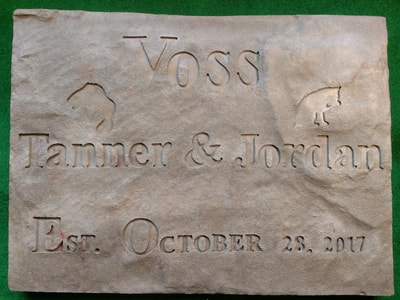 Voss
Tanner & Jordan
Est. October 28, 2017